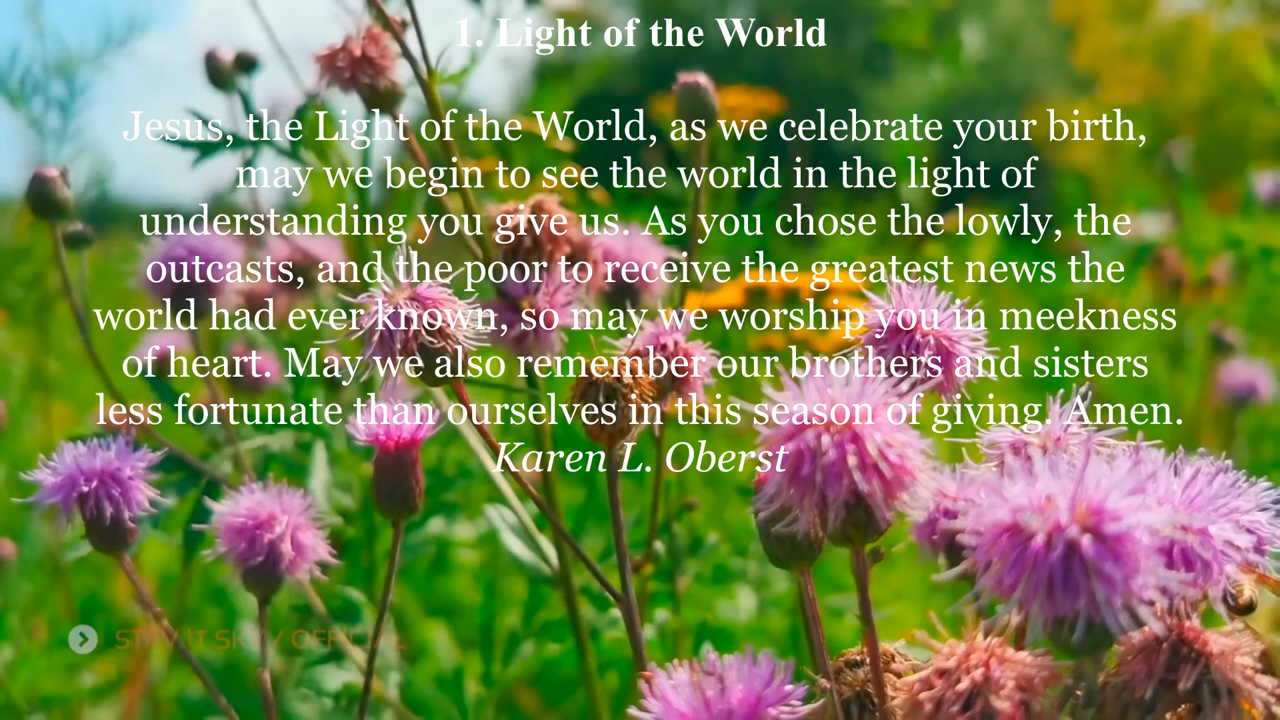 1. Light of the World
Jesus, the Light of the World, as we celebrate your birth,
may we begin to see the world in the light of
understanding you give us. As you chose the lowly, the
outcasts, and the poor to receive the greatest news the
world had ever known, so may we worship you in meekness
of heart. May we also remember our brothers and sisters
less fortunate than ourselves in this season of giving. Amen.
Karen L. Oberst
STAY IT SKY / OFFICIAL